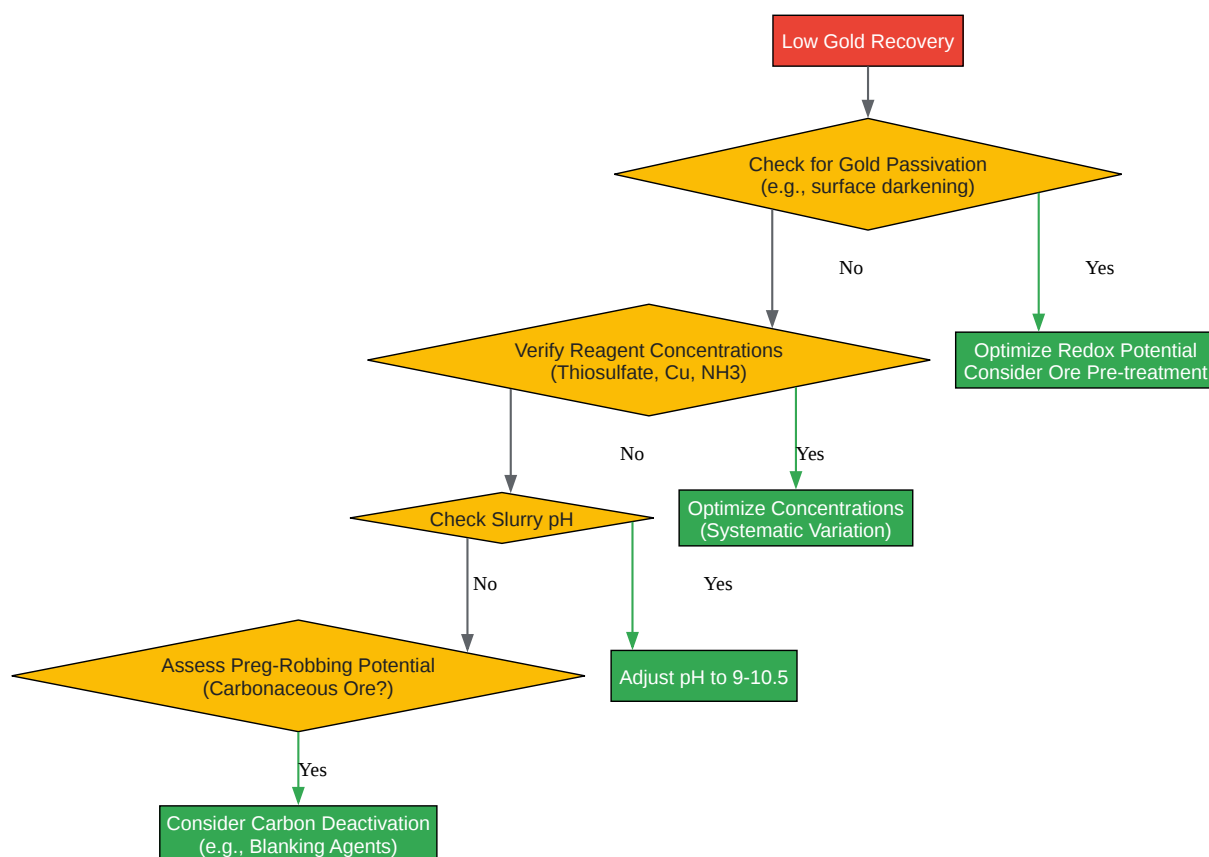 Low Gold Recovery
Check for Gold Passivation
(e.g., surface darkening)
No
Yes
Verify Reagent Concentrations
(Thiosulfate, Cu, NH3)
Optimize Redox Potential
Consider Ore Pre-treatment
No
Yes
Check Slurry pH
Optimize Concentrations
(Systematic Variation)
No
Yes
Assess Preg-Robbing Potential
(Carbonaceous Ore?)
Adjust pH to 9-10.5
Yes
Consider Carbon Deactivation
(e.g., Blanking Agents)